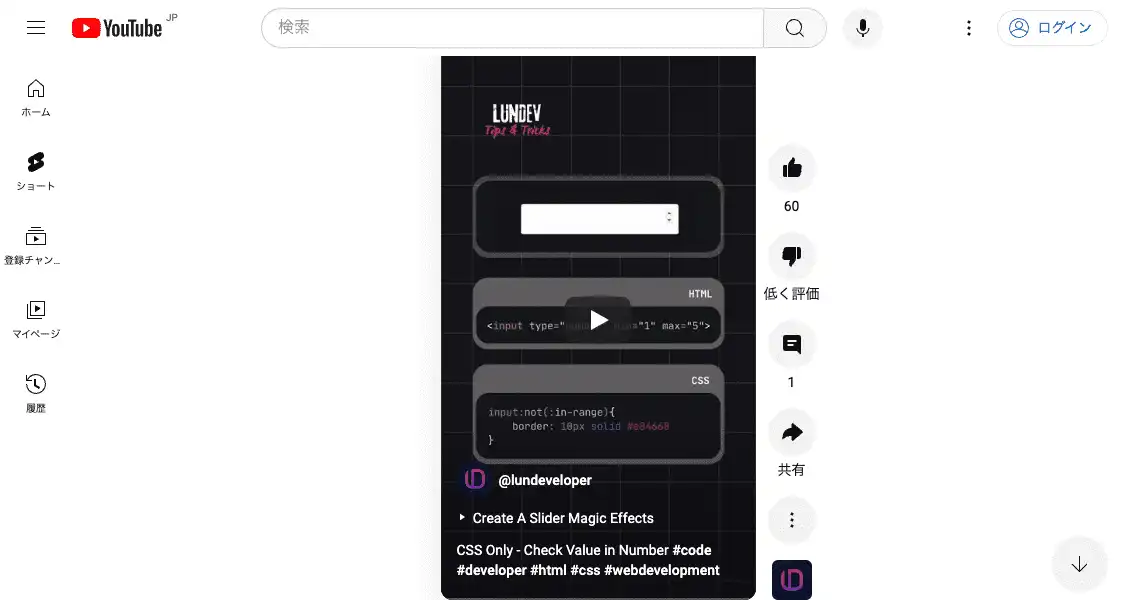 YouTube JP
検索
ログイン
ホーム
ショート
登録チャン...
マイページ
履歴
LUNDEV
Tips & Tricks
HTML
<input type=" "1" max="5">
CSS
input:not(:in-range){
border: 10px solid #e84668
}
@lundeveloper
Create A Slider Magic Effects
CSS Only - Check Value in Number #code
#developer #html #css #webdevelopment
60
低く評価
1
共有